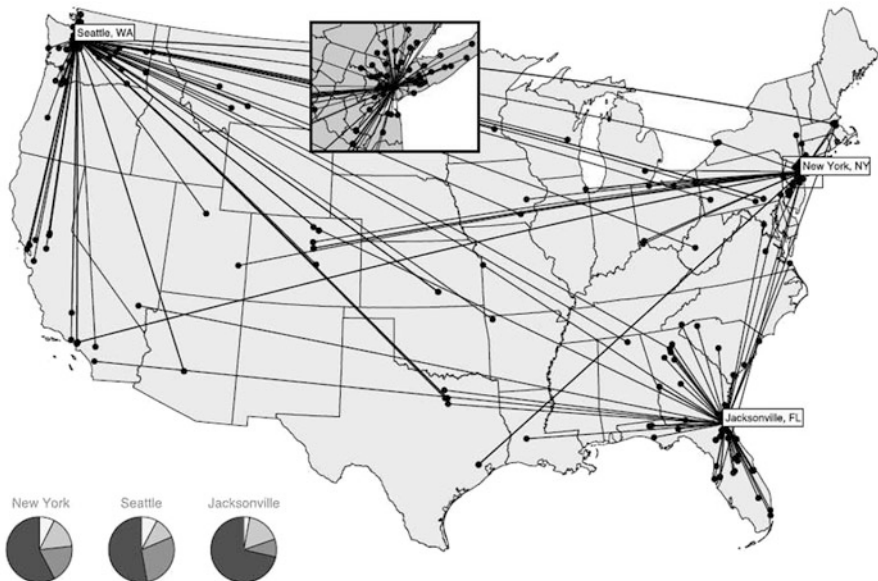 Seattle, WA
New York, NY
Jacksonville, FL
New York
Seattle
Jacksonville